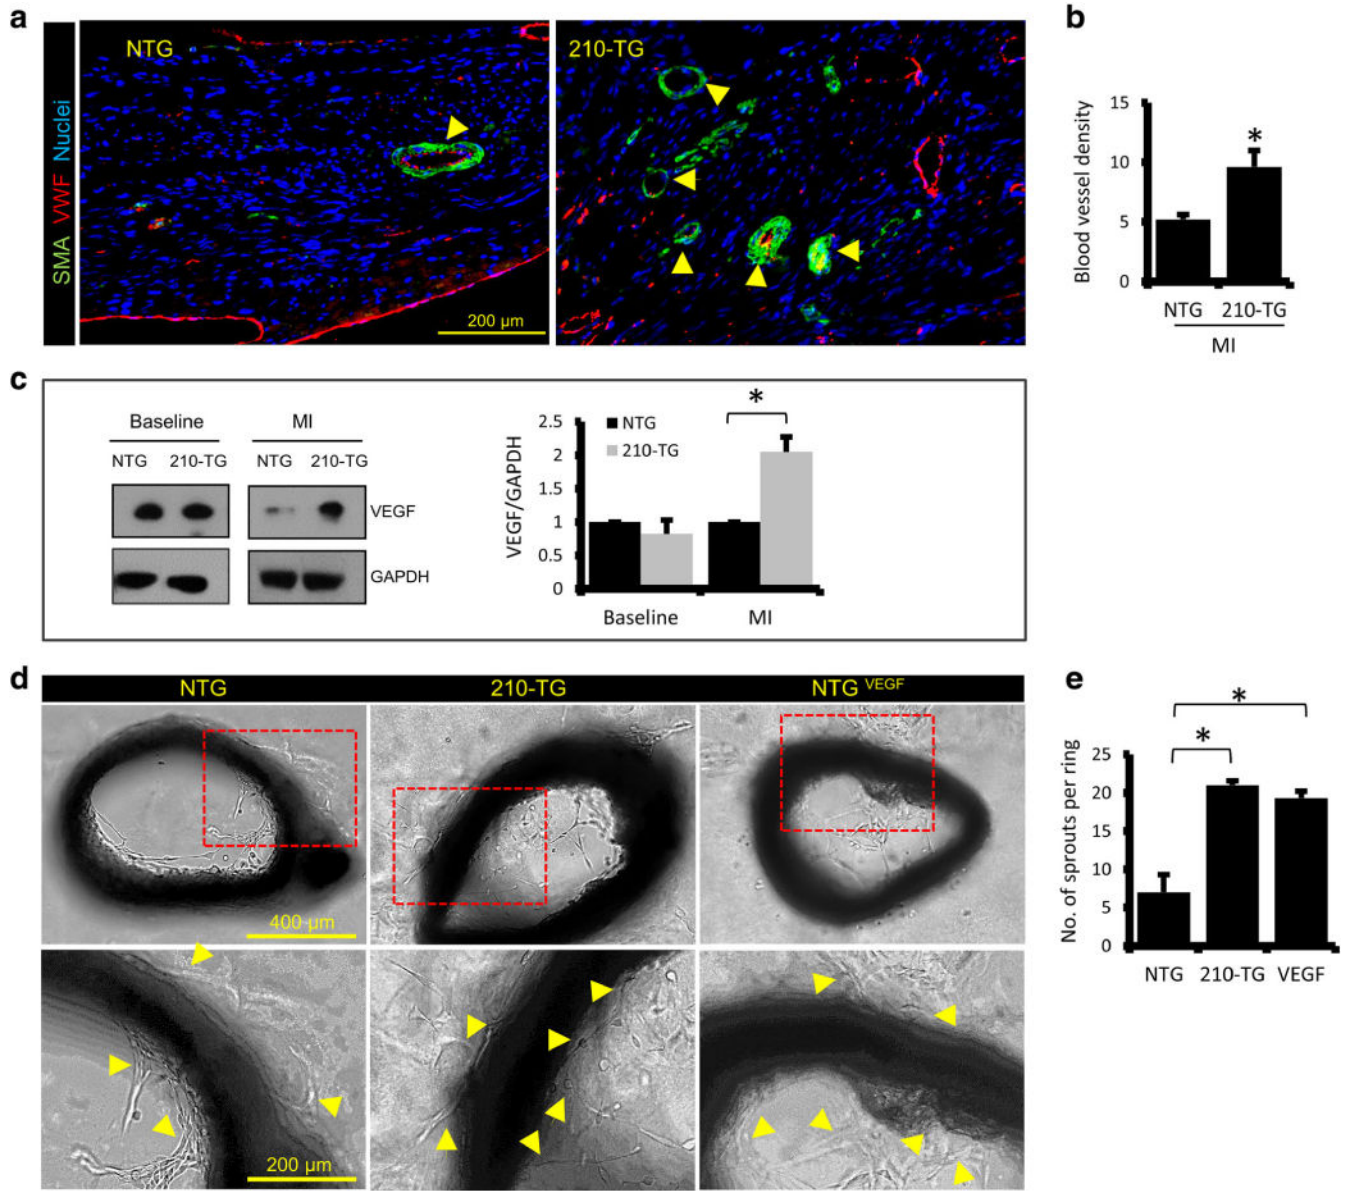 a
SMA VWF Nuclei
NTG
210-TG
200 µm
b
Blood vessel density
15
10
5
0
*
NTG 210-TG
MI
c
Baseline MI
NTG 210-TG NTG 210-TG
VEGF
GAPDH
VEGF/GAPDH
2.5
2
1.5
1
0.5
0
NTG
210-TG
*
Baseline MI
d
NTG 210-TG NTG VEGF
400 µm
200 µm
e
No. of sprouts per ring
25
20
15
10
5
0
*
*
NTG 210-TG VEGF